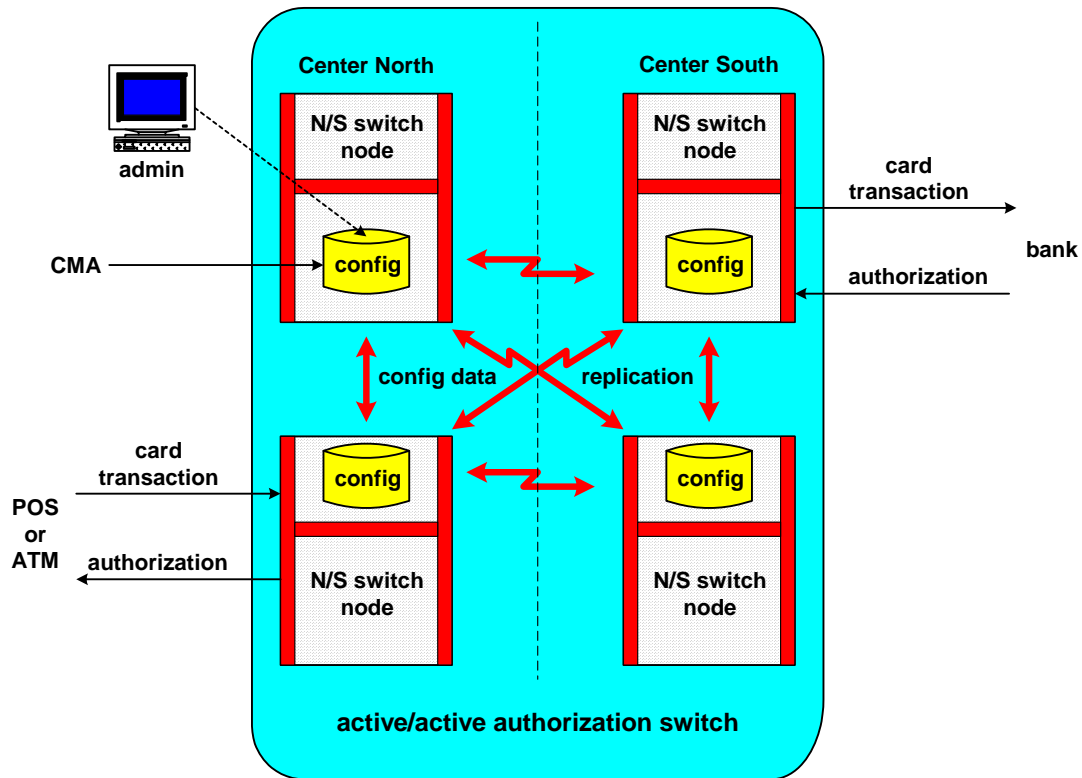 Center North
Center South
N/S switch
node
N/S switch
node
admin
card
transaction
CMA
config
config
bank
authorization
config data
replication
card
transaction
config
config
POS
or
ATM
authorization
N/S switch
node
N/S switch
node
active/active authorization switch